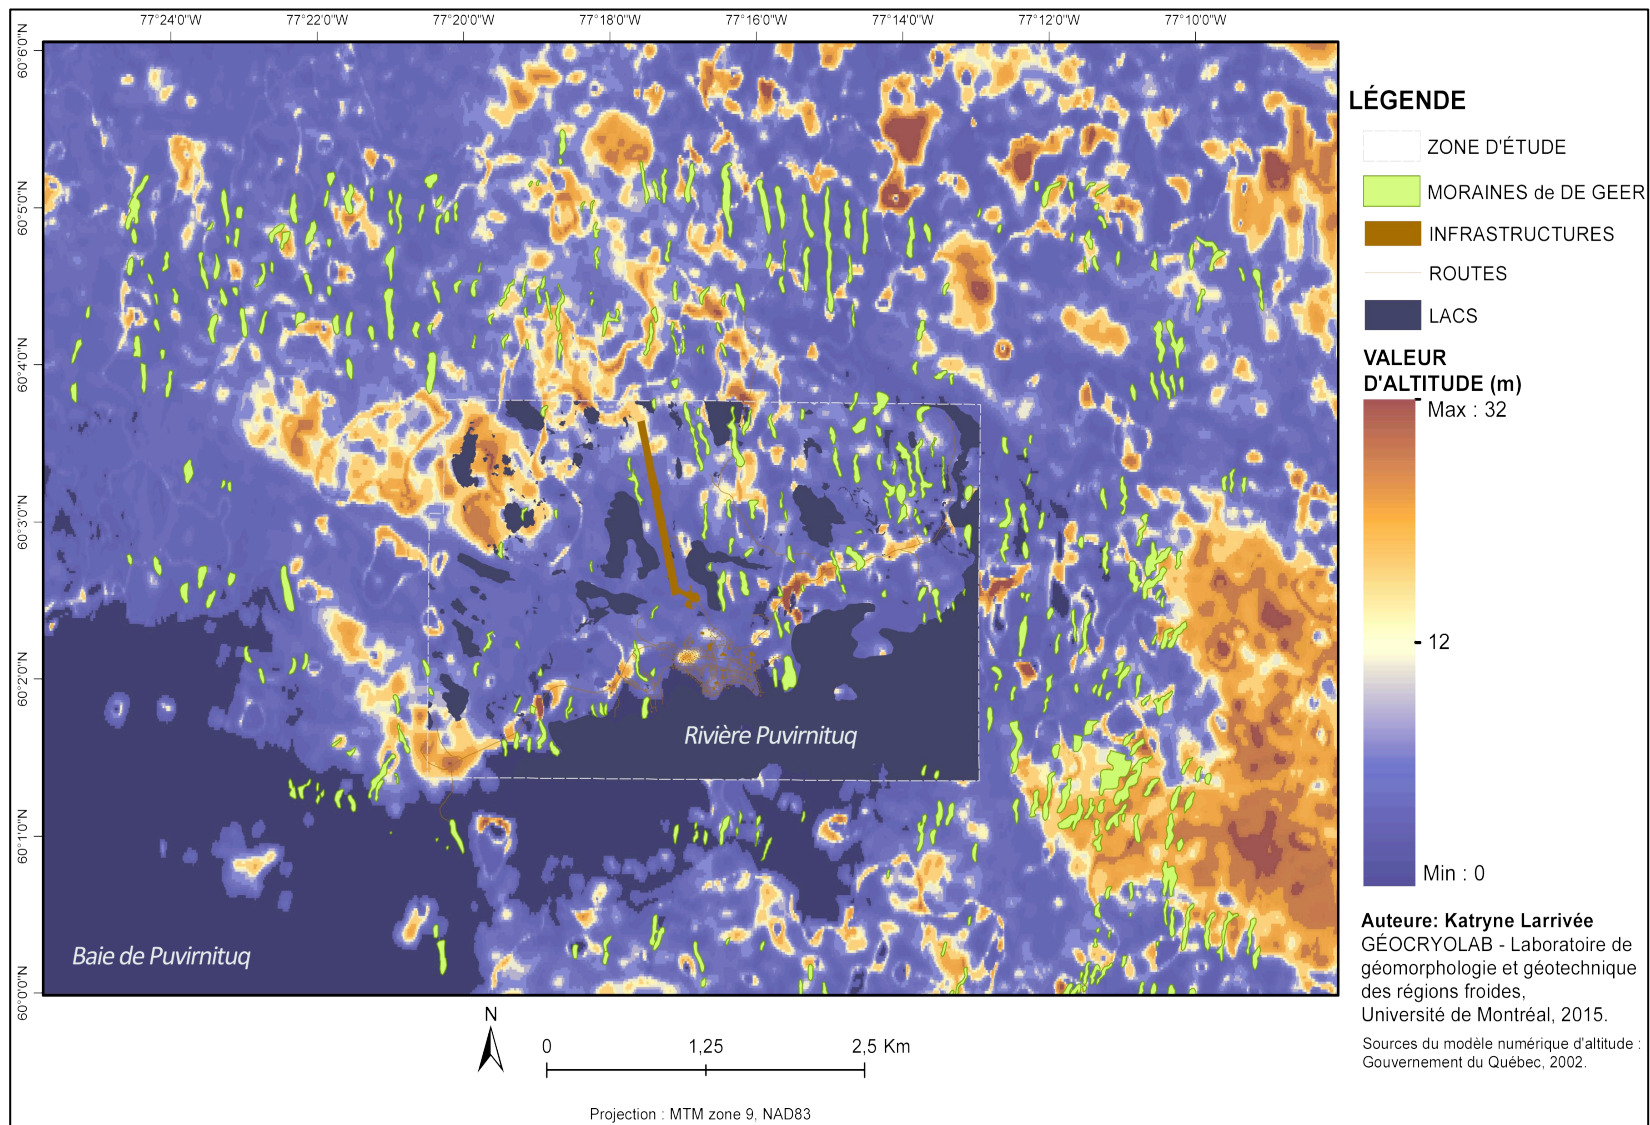 77°24'0"W 77°22'0"W 77°20'0"W 77°18'0"W 77°16'0"W 77°14'0"W 77°12'0"W 77°10'0"W
60°6'0"N
60°5'0"N
60°4'0"N
60°3'0"N
60°2'0"N
60°1'0"N
60°0'0"N
Rivière Puvirnituq
Baie de Puvirnituq
LÉGENDE
ZONE D'ÉTUDE
MORAINES de DE GEER
INFRASTRUCTURES
ROUTES
LACS
VALEUR
D'ALTITUDE (m)
Max : 32
12
Min : 0
Auteure: Katryne Larrivée
GÉOCRYOLAB - Laboratoire de
géomorphologie et géotechnique
des régions froides,
Université de Montréal, 2015.
Sources du modèle numérique d'altitude :
Gouvernement du Québec, 2002.
N
0 1,25 2,5 Km
Projection : MTM zone 9, NAD83